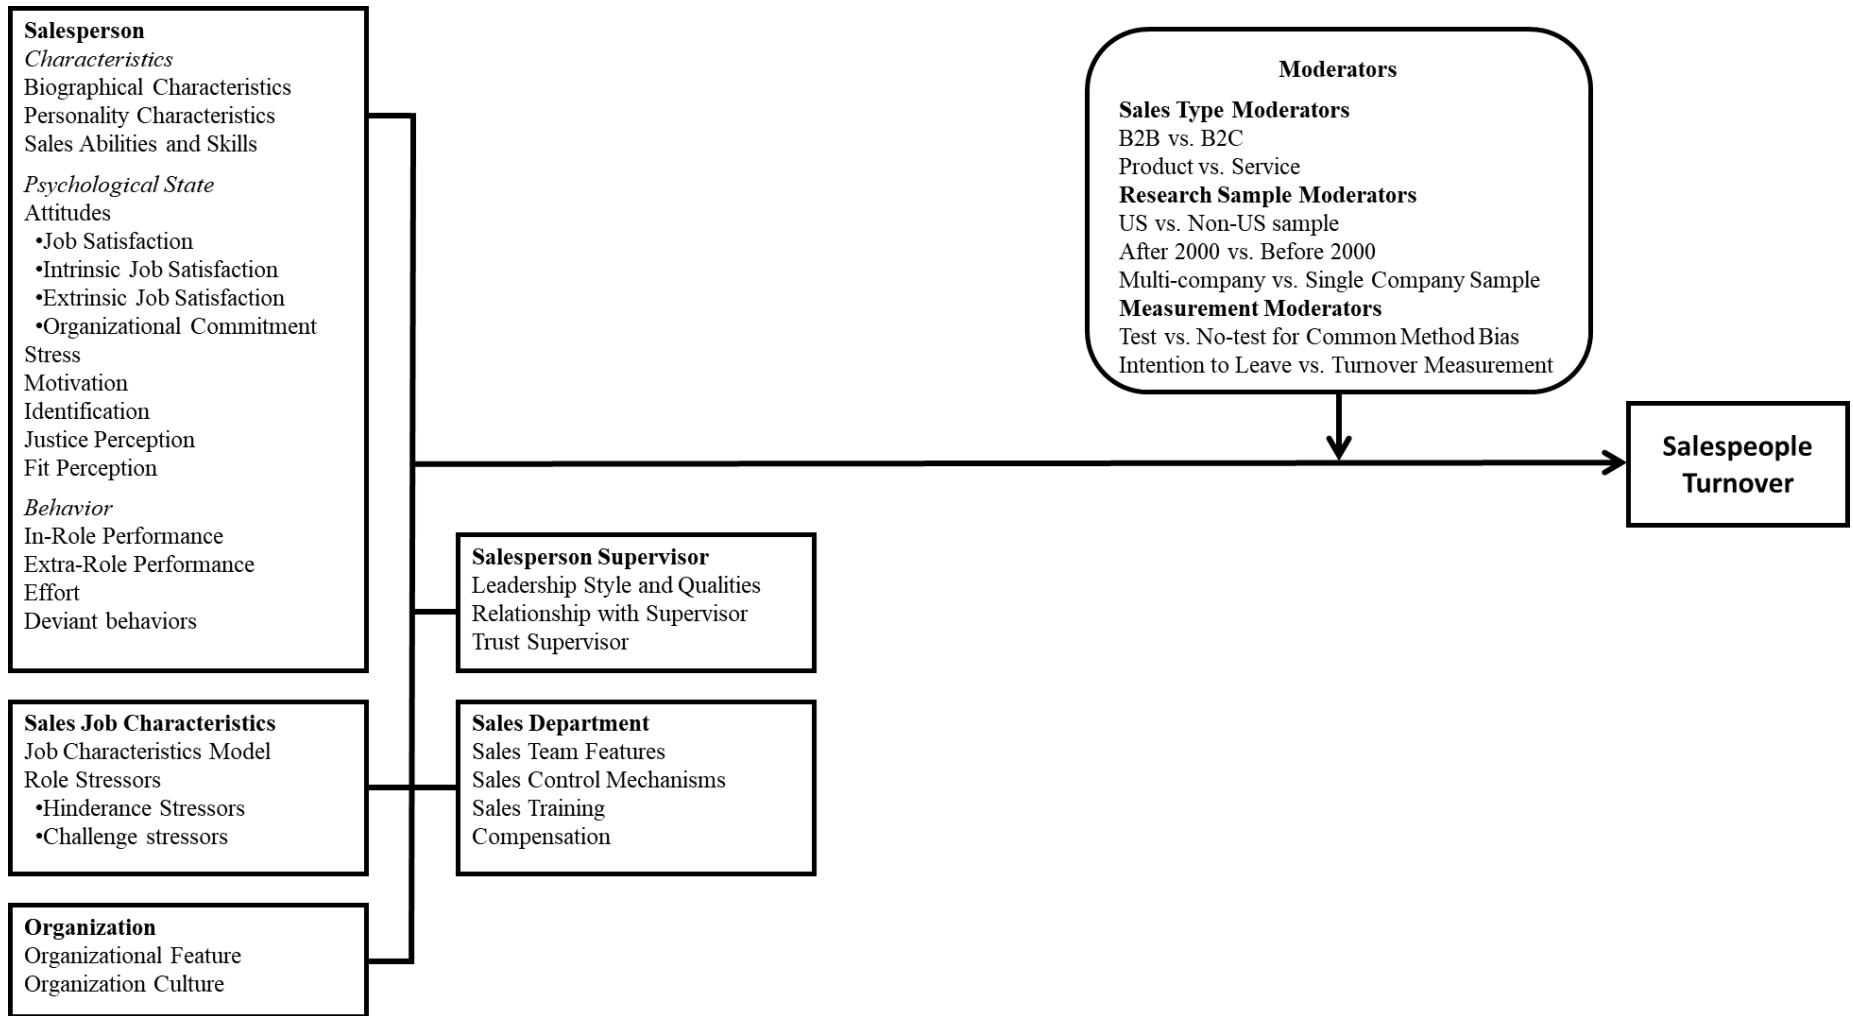 Salesperson
Characteristics
Biographical Characteristics
Personality Characteristics
Sales Abilities and Skills
Psychological State
Attitudes
•Job Satisfaction
•Intrinsic Job Satisfaction
•Extrinsic Job Satisfaction
•Organizational Commitment
Stress
Motivation
Identification
Justice Perception
Fit Perception
Behavior
In-Role Performance
Extra-Role Performance
Effort
Deviant behaviors
Sales Job Characteristics
Job Characteristics Model
Role Stressors
•Hinderance Stressors
•Challenge stressors
Organization
Organizational Feature
Organization Culture
Salesperson Supervisor
Leadership Style and Qualities
Relationship with Supervisor
Trust Supervisor
Sales Department
Sales Team Features
Sales Control Mechanisms
Sales Training
Compensation
Moderators
Sales Type Moderators
B2B vs. B2C
Product vs. Service
Research Sample Moderators
US vs. Non-US sample
After 2000 vs. Before 2000
Multi-company vs. Single Company Sample
Measurement Moderators
Test vs. No-test for Common Method Bias
Intention to Leave vs. Turnover Measurement
Salespeople
Turnover